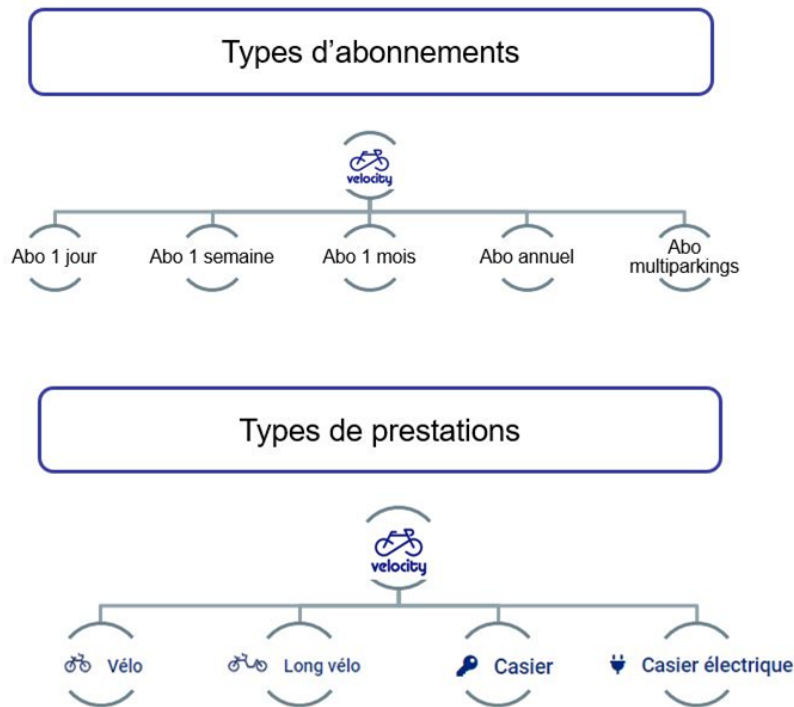 Types d’abonnements
velocity
Abo 1 jour
Abo 1 semaine
Abo 1 mois
Abo annuel
Abo
multiparkings
Types de prestations
velocity
Vélo
Long vélo
Casier
Casier électrique